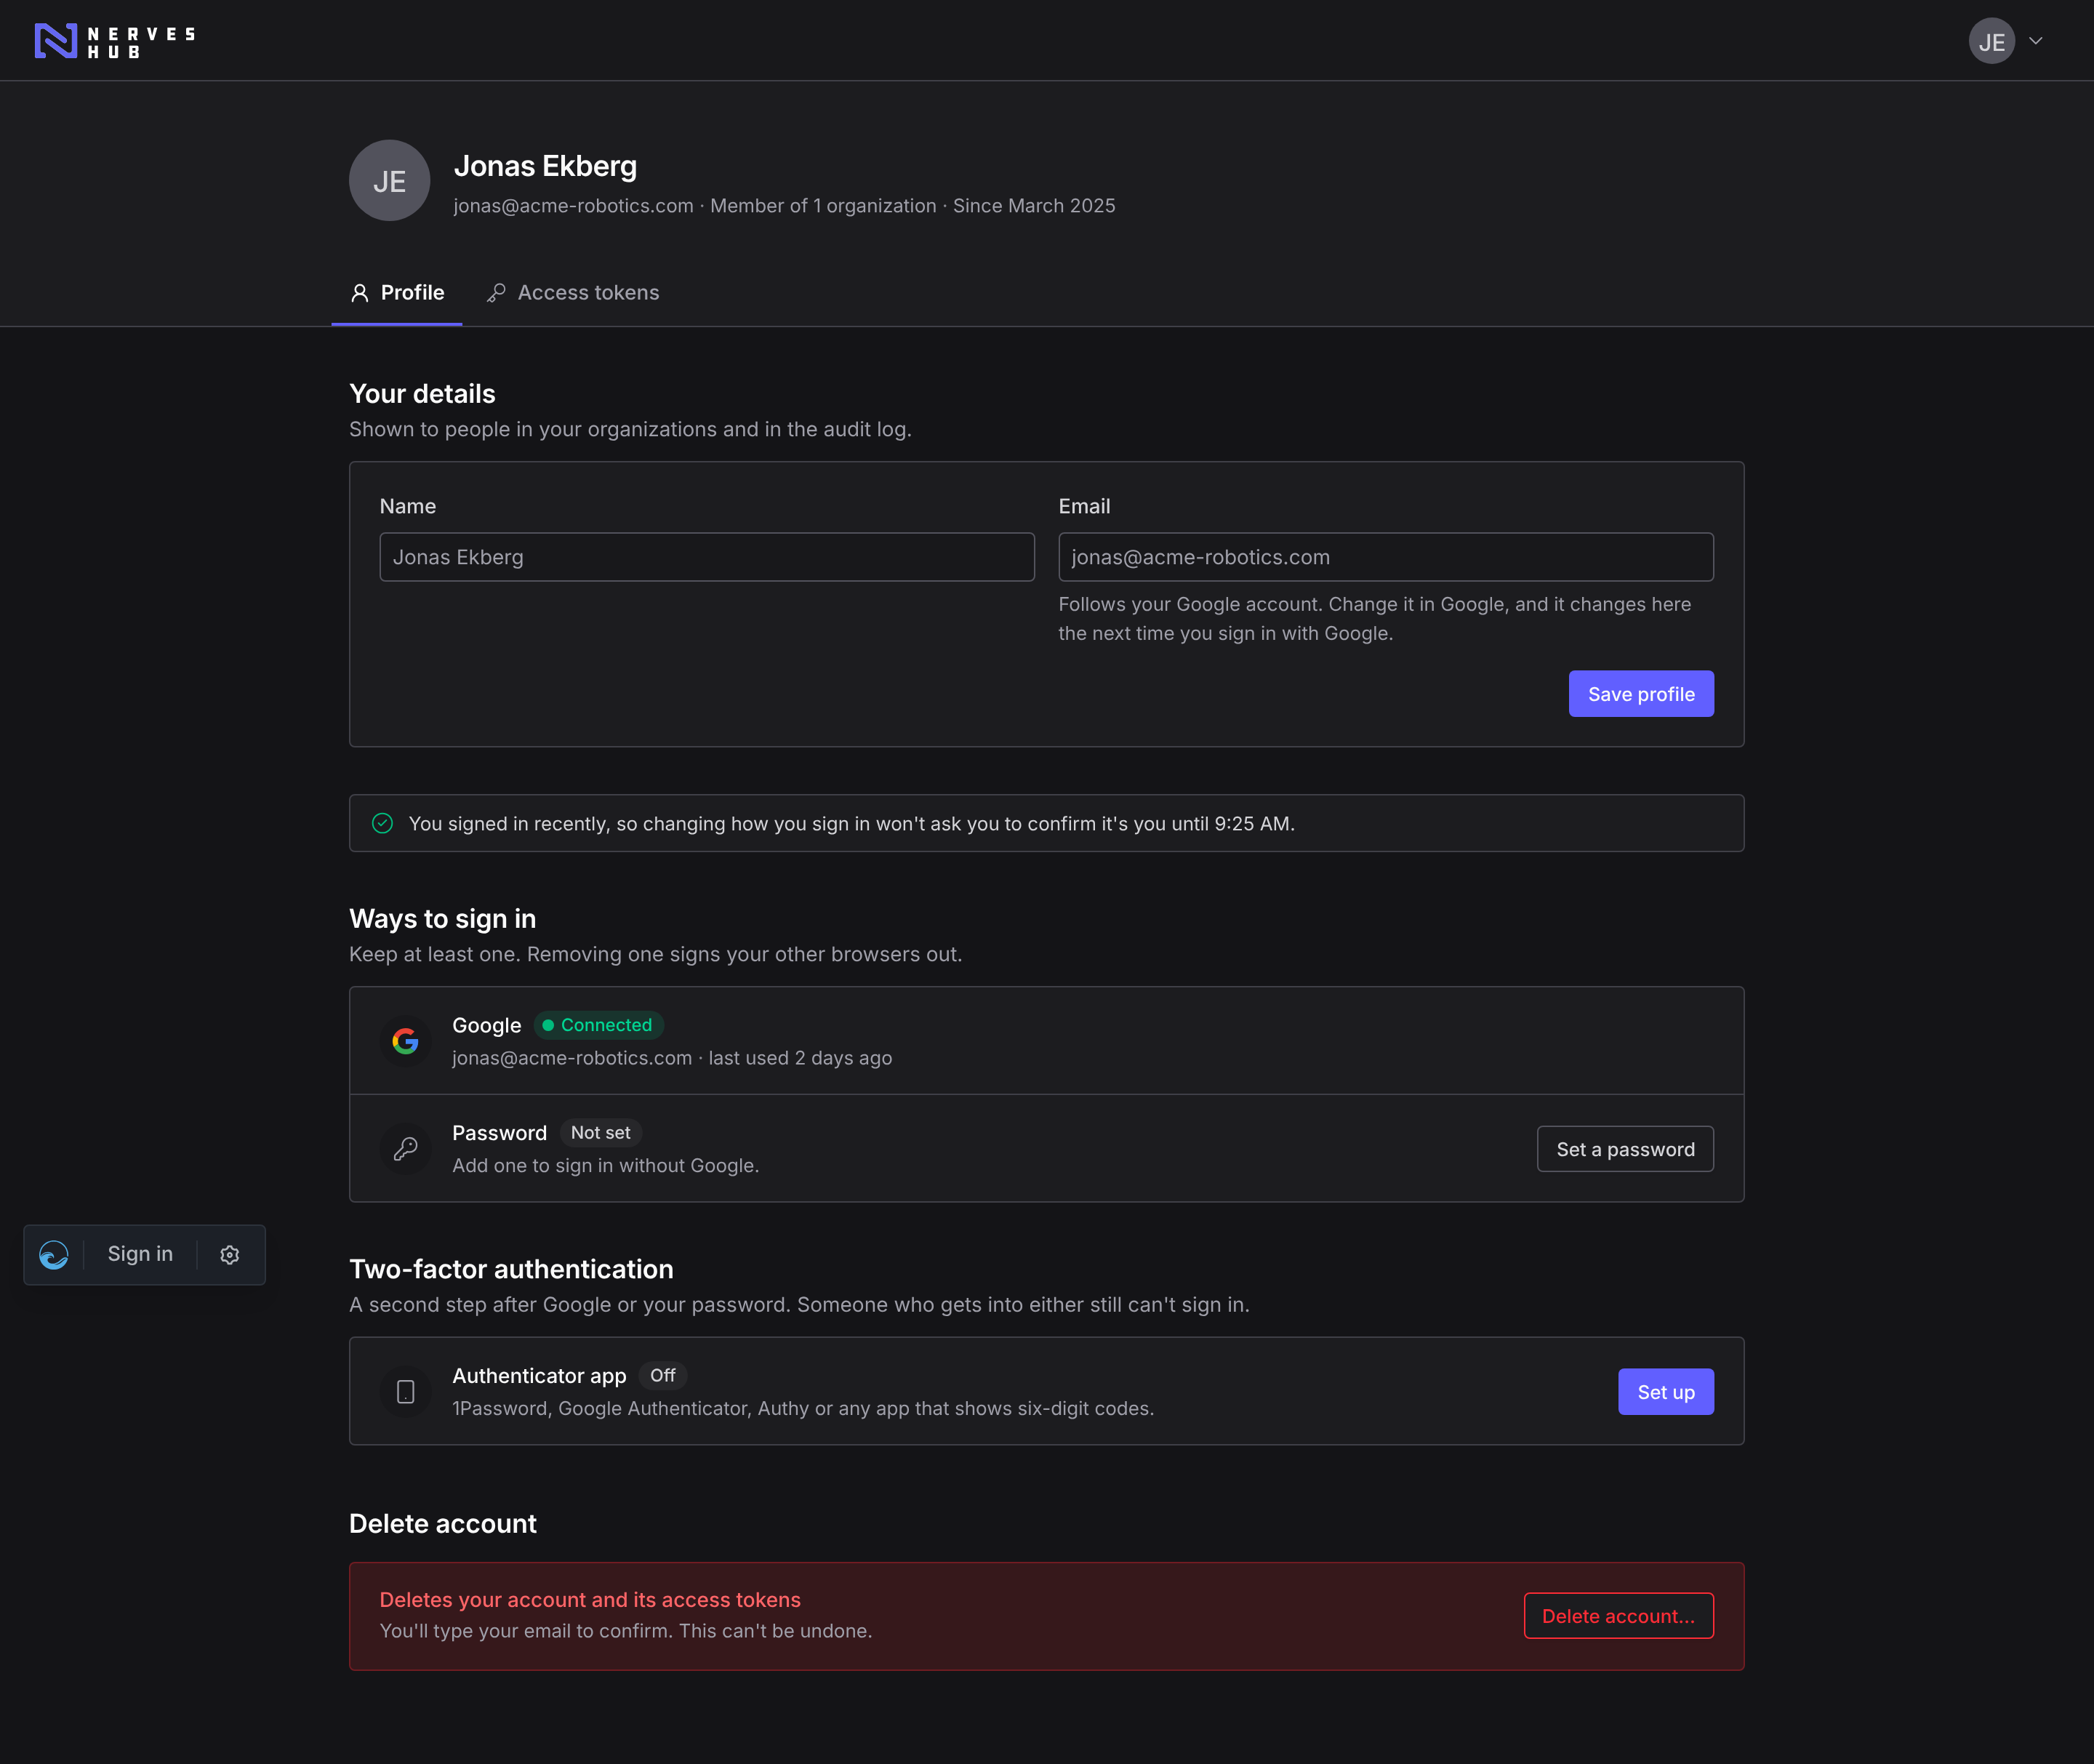 NERVES
HUB
JE
JE
Jonas Ekberg
jonas@acme-robotics.com · Member of 1 organization · Since March 2025
Profile
Access tokens
Your details
Shown to people in your organizations and in the audit log.
Name
Email
Jonas Ekberg
jonas@acme-robotics.com
Follows your Google account. Change it in Google, and it changes here
the next time you sign in with Google.
Save profile
You signed in recently, so changing how you sign in won't ask you to confirm it's you until 9:25 AM.
Ways to sign in
Keep at least one. Removing one signs your other browsers out.
Google
Connected
jonas@acme-robotics.com · last used 2 days ago
Password
Not set
Add one to sign in without Google.
Set a password
Sign in
Two-factor authentication
A second step after Google or your password. Someone who gets into either still can't sign in.
Authenticator app
Off
1Password, Google Authenticator, Authy or any app that shows six-digit codes.
Set up
Delete account
Deletes your account and its access tokens
You'll type your email to confirm. This can't be undone.
Delete account...